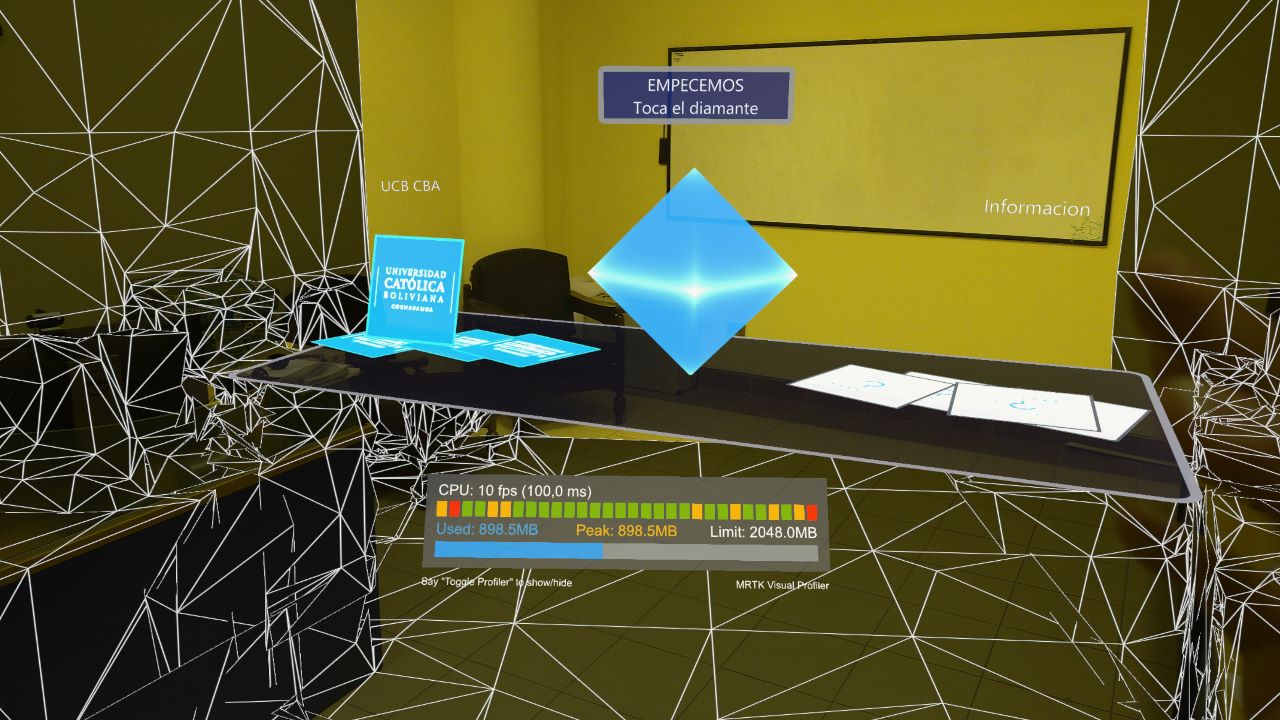 EMPECEMOS
Toca el diamante
UCB CBA
Informacion
UNIVERSIDAD
CATÓLICA
BOLIVIANA
COCHABAMBA
CPU: 10 fps (100,0 ms)
Used: 898.5MB Peak: 898.5MB Limit: 2048.0MB
Say "Toggle Profiler" to show/hide MRTK Visual Profiler